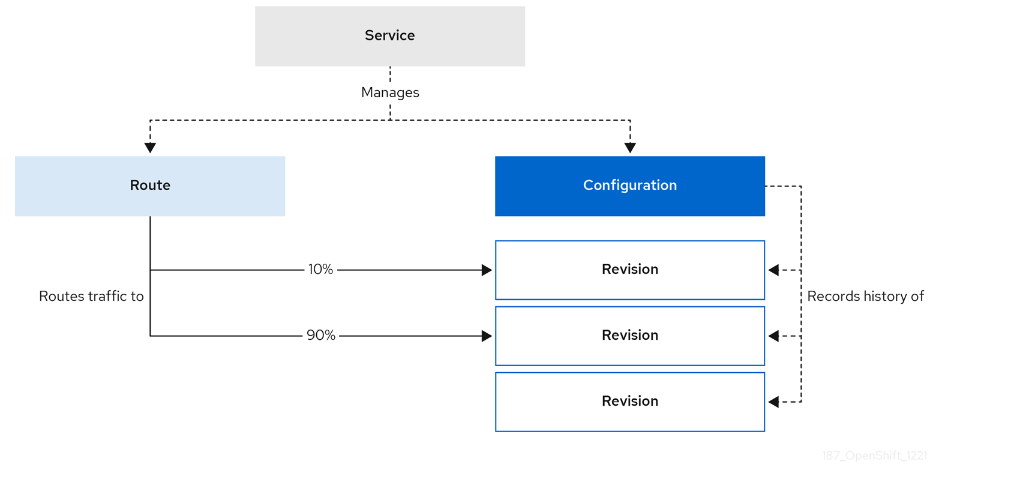 Service
Manages
Route
Configuration
10%
Revision
Routes traffic to
Records history of
90%
Revision
Revision
187_OpenShift_1221